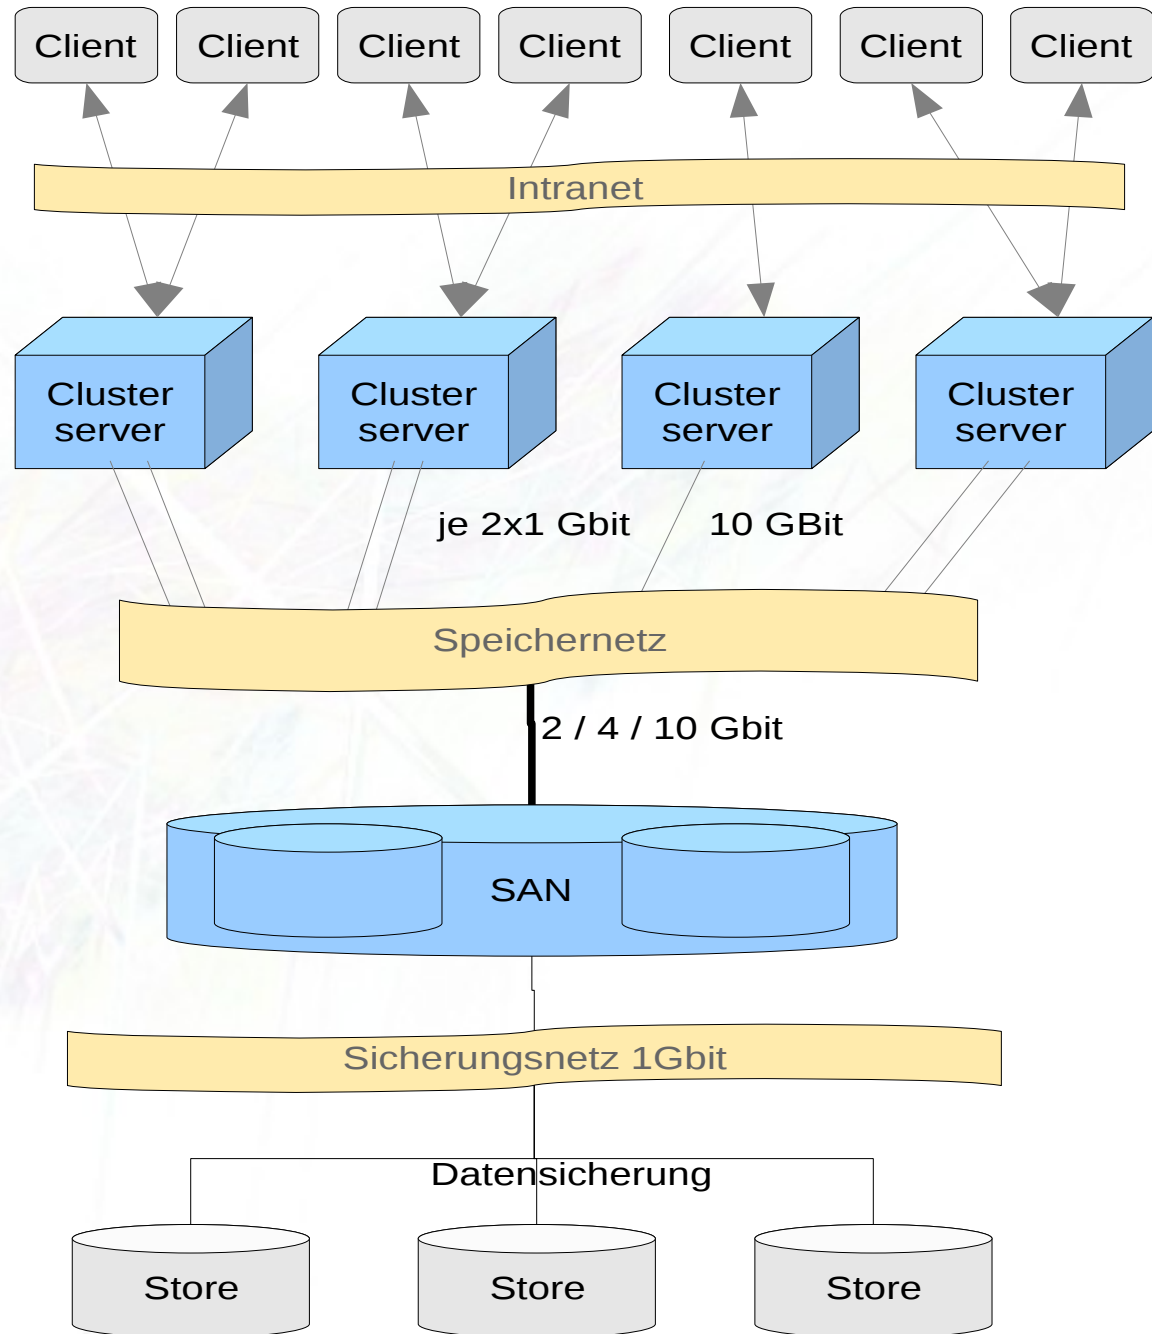 Client Client Client Client Client Client Client
Intranet
Cluster Cluster Cluster Cluster
server server server server
je 2x1 Gbit 10 GBit
Speichernetz
2 / 4 / 10 Gbit
SAN
Sicherungsnetz 1Gbit
Datensicherung
Store Store Store